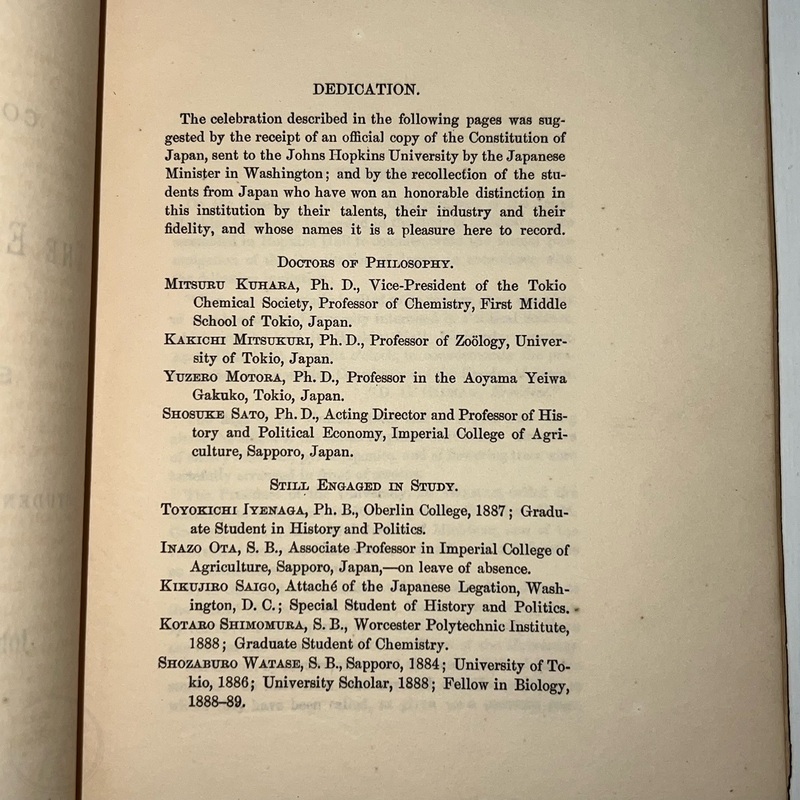 DEDICATION.
The celebration described in the following pages was sug-
gested by the receipt of an official copy of the Constitution of
Japan, sent to the Johns Hopkins University by the Japanese
Minister in Washington; and by the recollection of the stu-
dents from Japan who have won an honorable distinction in
this institution by their talents, their industry and their
fidelity, and whose names it is a pleasure here to record.
DOCTORS OF PHILOSOPHY.
MITSURU KUHARA, Ph. D., Vice-President of the Tokio
Chemical Society, Professor of Chemistry, First Middle
School of Tokio, Japan.
KAKICHI MITSUKURI, Ph. D., Professor of Zoölogy, Univer-
sity of Tokio, Japan.
YUZERO MOTORA, Ph. D., Professor in the Aoyama Yeiwa
Gakuko, Tokio, Japan.
SHOSUKE SATO, Ph. D., Acting Director and Professor of His-
tory and Political Economy, Imperial College of Agri-
culture, Sapporo, Japan.
STILL ENGAGED IN STUDY.
TOYOKICHI IYENAGA, Ph. B., Oberlin College, 1887; Gradu-
ate Student in History and Politics.
INAZO OTA, S. B., Associate Professor in Imperial College of
Agriculture, Sapporo, Japan,—on leave of absence.
KIKUJIRO SAIGO, Attaché of the Japanese Legation, Wash-
ington, D. C.; Special Student of History and Politics.
KOTARO SHIMOMURA, S. B., Worcester Polytechnic Institute,
1888; Graduate Student of Chemistry.
SHOZABURO WATASE, S. B., Sapporo, 1884; University of To-
kio, 1886; University Scholar, 1888; Fellow in Biology,
1888–89.